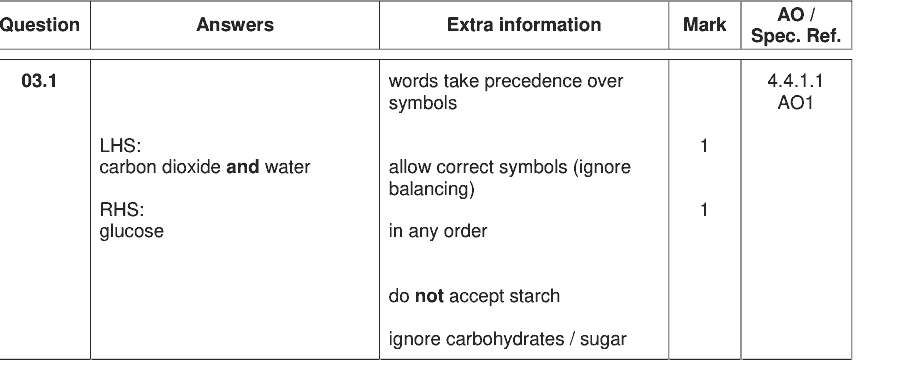 Question Answers Extra information Mark AO /
Spec. Ref.
03.1 words take precedence over 4.4.1.1
symbols AO1
LHS: 1
carbon dioxide and water allow correct symbols (ignore
balancing)
RHS: 1
glucose in any order
do not accept starch
ignore carbohydrates / sugar